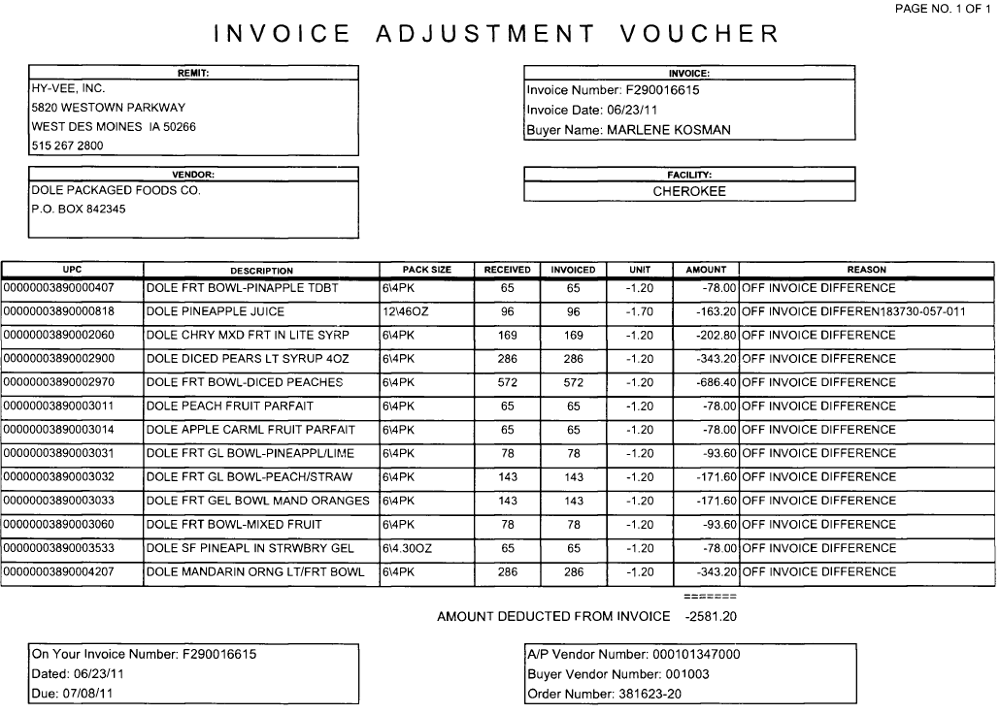 PAGE NO. 1 OF 1
INVOICE ADJUSTMENT VOUCHER
REMIT:
HY-VEE, INC.
5820 WESTOWN PARKWAY
WEST DES MOINES IA 50266
515 267 2800
INVOICE:
Invoice Number: F290016615
Invoice Date: 06/23/11
Buyer Name: MARLENE KOSMAN
VENDOR:
DOLE PACKAGED FOODS CO.
P.O. BOX 842345
FACILITY:
CHEROKEE
UPC DESCRIPTION PACK SIZE RECEIVED INVOICED UNIT AMOUNT REASON
00000003890000407 DOLE FRT BOWL-PINAPPLE TDBT 6\4PK 65 65 -1.20 -78.00 OFF INVOICE DIFFERENCE
00000003890000818 DOLE PINEAPPLE JUICE 12\46OZ 96 96 -1.70 -163.20 OFF INVOICE DIFFEREN183730-057-011
00000003890002060 DOLE CHRY MXD FRT IN LITE SYRP 6\4PK 169 169 -1.20 -202.80 OFF INVOICE DIFFERENCE
00000003890002900 DOLE DICED PEARS LT SYRUP 4OZ 6\4PK 286 286 -1.20 -343.20 OFF INVOICE DIFFERENCE
00000003890002970 DOLE FRT BOWL-DICED PEACHES 6\4PK 572 572 -1.20 -686.40 OFF INVOICE DIFFERENCE
00000003890003011 DOLE PEACH FRUIT PARFAIT 6\4PK 65 65 -1.20 -78.00 OFF INVOICE DIFFERENCE
00000003890003014 DOLE APPLE CARML FRUIT PARFAIT 6\4PK 65 65 -1.20 -78.00 OFF INVOICE DIFFERENCE
00000003890003031 DOLE FRT GL BOWL-PINEAPPL/LIME 6\4PK 78 78 -1.20 -93.60 OFF INVOICE DIFFERENCE
00000003890003032 DOLE FRT GL BOWL-PEACH/STRAW 6\4PK 143 143 -1.20 -171.60 OFF INVOICE DIFFERENCE
00000003890003033 DOLE FRT GEL BOWL MAND ORANGES 6\4PK 143 143 -1.20 -171.60 OFF INVOICE DIFFERENCE
00000003890003060 DOLE FRT BOWL-MIXED FRUIT 6\4PK 78 78 -1.20 -93.60 OFF INVOICE DIFFERENCE
00000003890003533 DOLE SF PINEAPL IN STRWBRY GEL 6\4.30OZ 65 65 -1.20 -78.00 OFF INVOICE DIFFERENCE
00000003890004207 DOLE MANDARIN ORNG LT/FRT BOWL 6\4PK 286 286 -1.20 -343.20 OFF INVOICE DIFFERENCE
=======
AMOUNT DEDUCTED FROM INVOICE -2581.20
On Your Invoice Number: F290016615
Dated: 06/23/11
Due: 07/08/11
A/P Vendor Number: 000101347000
Buyer Vendor Number: 001003
Order Number: 381623-20